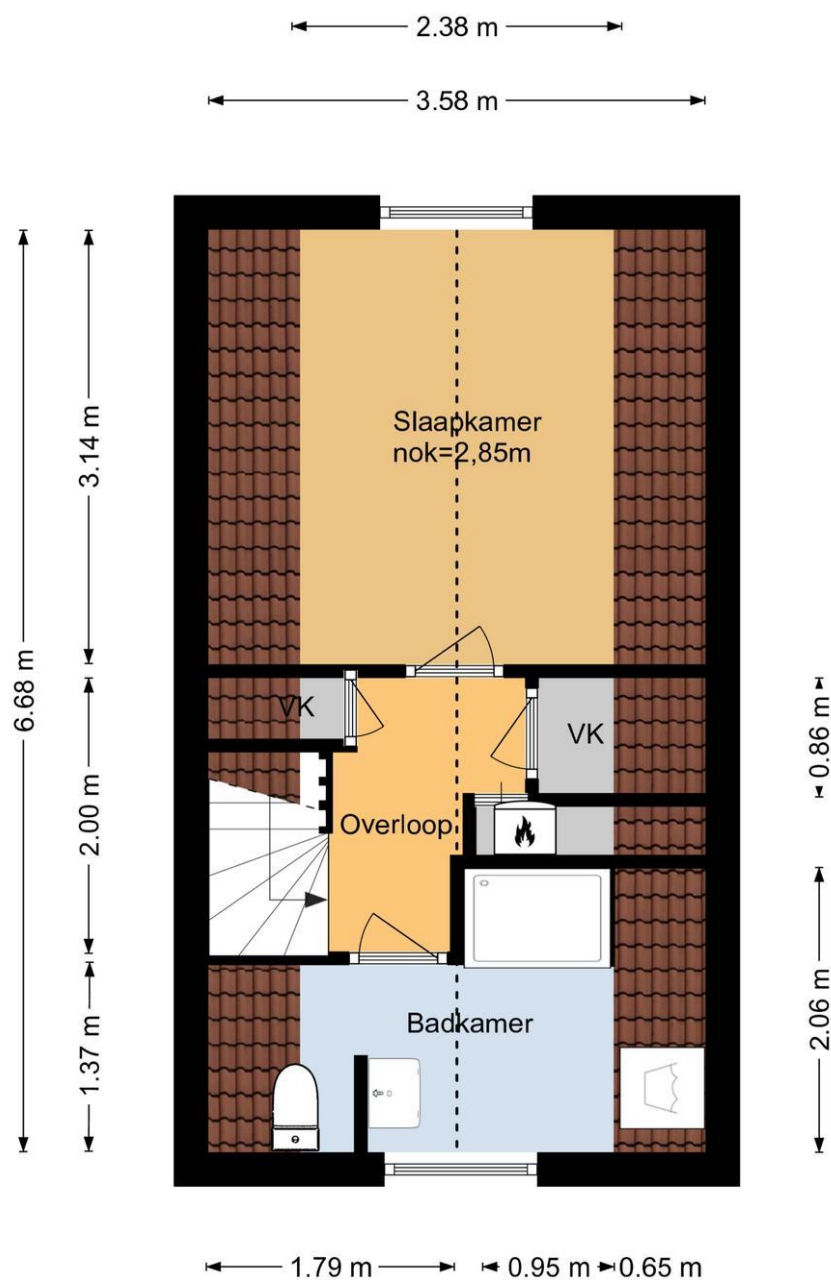 2.38 m
3.58 m
3.14 m
6.68 m
Slaapkamer
nok=2,85m
VK
VK
0.86 m
2.00 m
Overloop
Badkamer
1.37 m
2.06 m
1.79 m
0.95 m
0.65 m